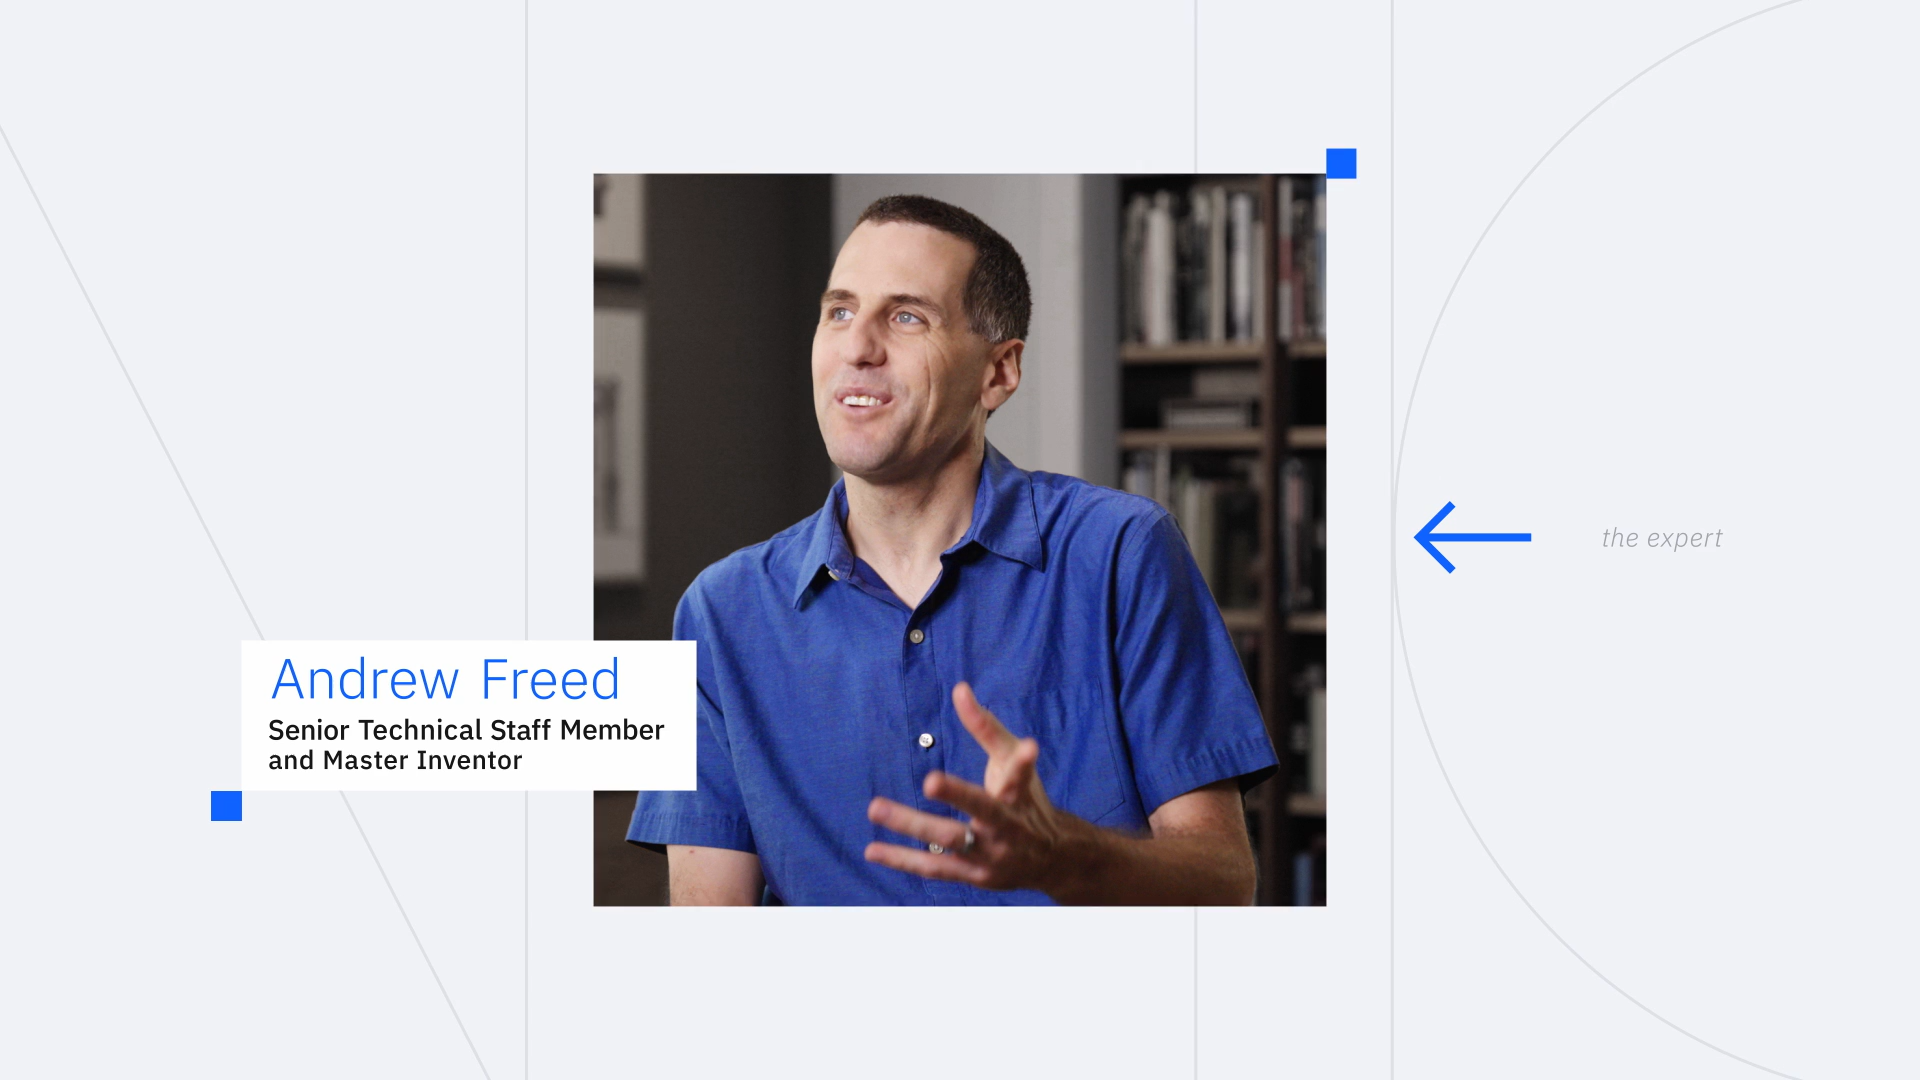 Andrew Freed
Senior Technical Staff Member
and Master Inventor
the expert